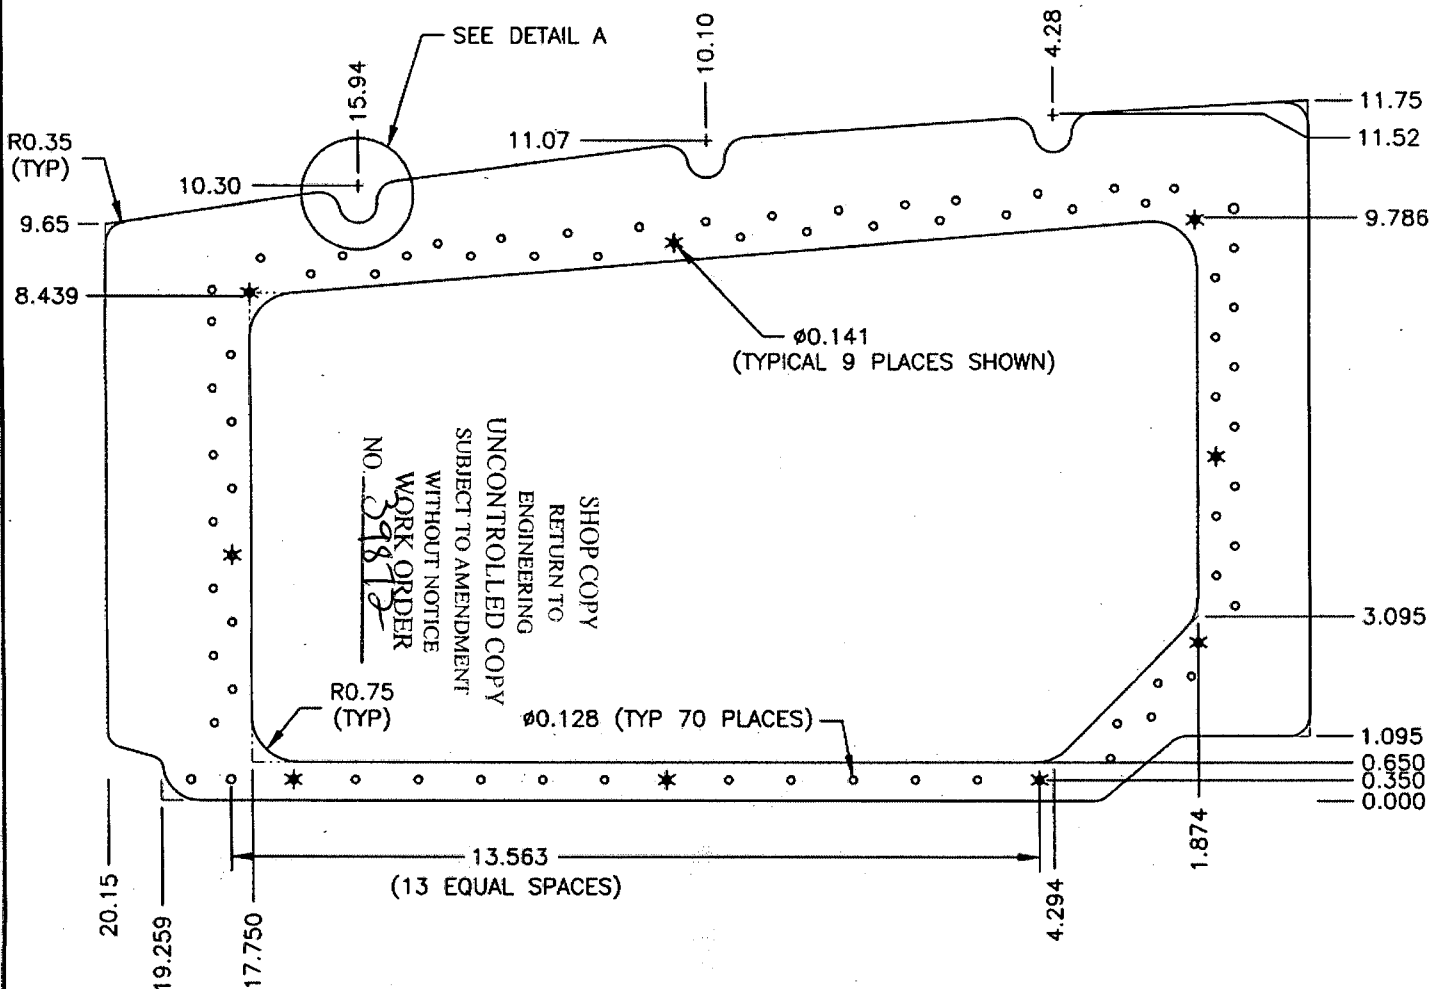 SEE DETAIL A
15.94
10.10
4.28
11.75
11.52
R0.35
(TYP)
11.07
10.30
9.65
9.786
8.439
ø0.141
(TYPICAL 9 PLACES SHOWN)
SHOP COPY
RETURN TO
ENGINEERING
UNCONTROLLED COPY
SUBJECT TO AMENDMENT
WITHOUT NOTICE
WORK ORDER
NO.
3.095
R0.75
(TYP)
ø0.128 (TYP 70 PLACES)
1.095
0.650
0.350
0.000
13.563
(13 EQUAL SPACES)
20.15
19.259
17.750
4.294
1.874